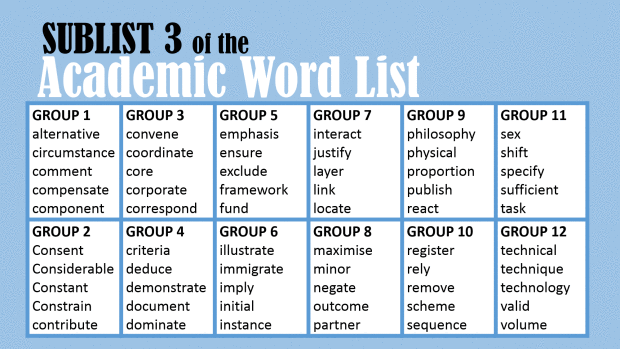 SUBLIST 3 of the
Academic Word List
GROUP 1
alternative
circumstance
comment
compensate
component
GROUP 3
convene
coordinate
core
corporate
correspond
GROUP 5
emphasis
ensure
exclude
framework
fund
GROUP 7
interact
justify
layer
link
locate
GROUP 9
philosophy
physical
proportion
publish
react
GROUP 11
sex
shift
specify
sufficient
task
GROUP 2
Consent
Considerable
Constant
Constrain
contribute
GROUP 4
criteria
deduce
demonstrate
document
dominate
GROUP 6
illustrate
immigrate
imply
initial
instance
GROUP 8
maximise
minor
negate
outcome
partner
GROUP 10
register
rely
remove
scheme
sequence
GROUP 12
technical
technique
technology
valid
volume